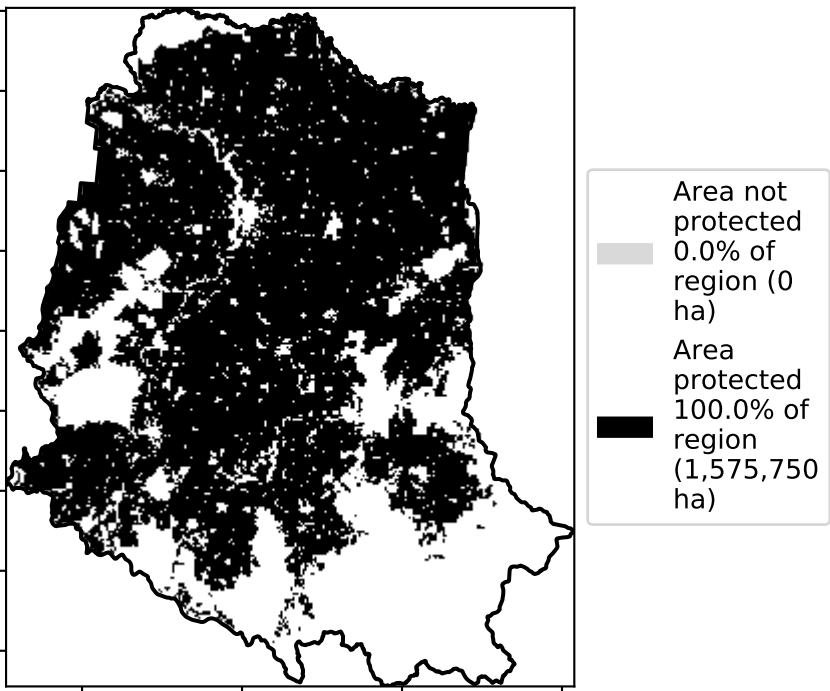 Area not
protected
0.0% of
region (0
ha)
Area
protected
100.0% of
region
(1,575,750
ha)